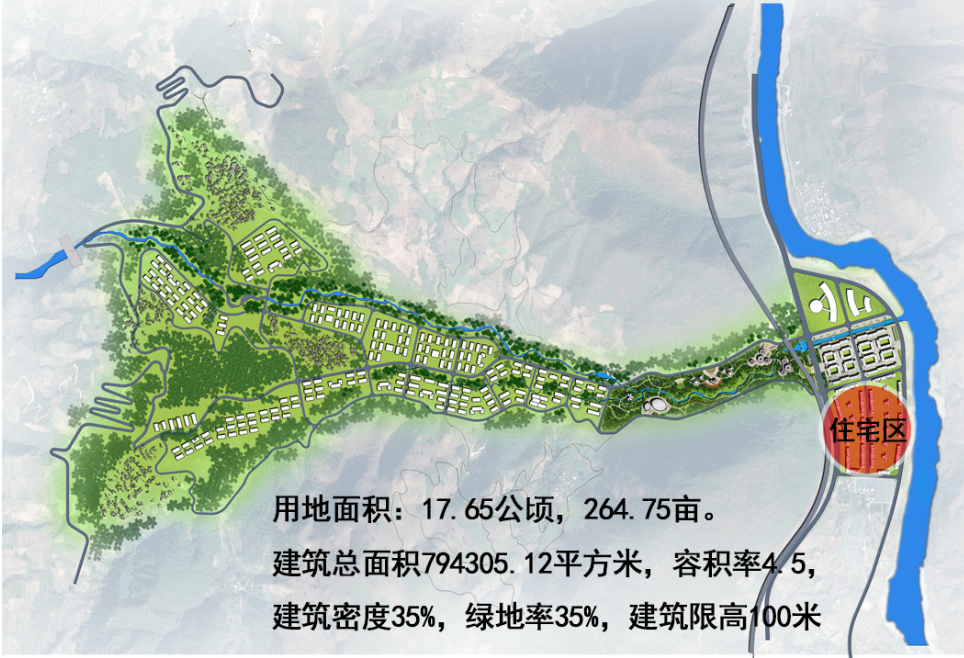 住宅区
用地面积：17.65公顷，264.75亩。
建筑总面积794305.12平方米，容积率4.5，
建筑密度35%，绿地率35%，建筑限高100米